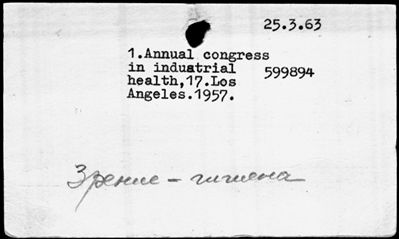 25.3.63
1.Annual congress
in industrial
health,17.Los
Angeles.1957.
599894
Зрение - гигиена